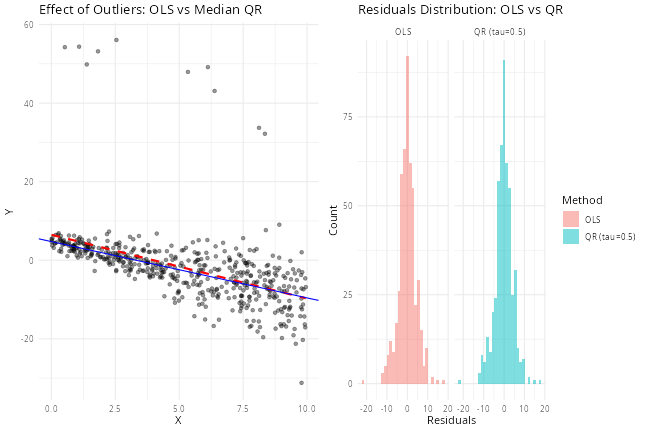 Effect of Outliers: OLS vs Median QR
60
40
20
0
-20
Y
0.0 2.5 5.0 7.5 10.0
X
Residuals Distribution: OLS vs QR
OLS QR (tau=0.5)
75
50
25
0
Count
-20 -10 0 10 20 -20 -10 0 10 20
Residuals
Method
OLS
QR (tau=0.5)